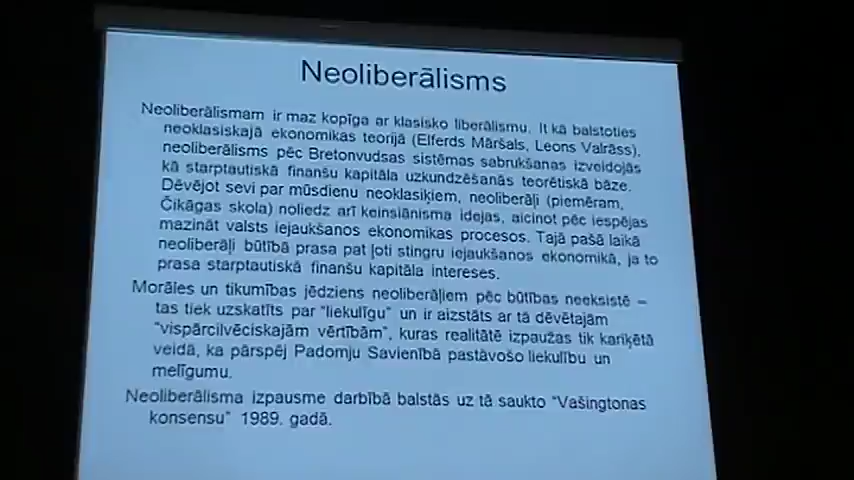 Neoliberālisms
Neoliberālismam ir maz kopīga ar klasisko liberālismu. It kā balstoties
neoklasiskajā ekonomikas teorijā (Elferds Māršals, Leons Valrāss),
neoliberālisms pēc Bretonvudsas sistēmas sabrukšanas izveidojās
kā starptautiskā finanšu kapitāla uzkundzēšanās teorētiskā bāze.
Dēvējot sevi par mūsdienu neoklasiķiem, neoliberāļi (piemēram,
Čikāgas skola) noliedz arī keinsiānisma idejas, aicinot pēc iespējas
mazināt valsts iejaukšanos ekonomikas procesos. Tajā pašā laikā
neoliberāļi būtībā prasa pat ļoti stingru iejaukšanos ekonomikā, ja to
prasa starptautiskā finanšu kapitāla intereses.
Morāles un tikumības jēdziens neoliberāļiem pēc būtības neeksistē –
tas tiek uzskatīts par “liekulīgu” un ir aizstāts ar tā dēvētajām
“vispārcilvēciskajām vērtībām”, kuras realitātē izpaužas tik kariķētā
veidā, ka pārspēj Padomju Savienībā pastāvošo liekulību un
melīgumu.
Neoliberālisma izpausme darbībā balstās uz tā saukto “Vašingtonas
konsensu” 1989. gadā.